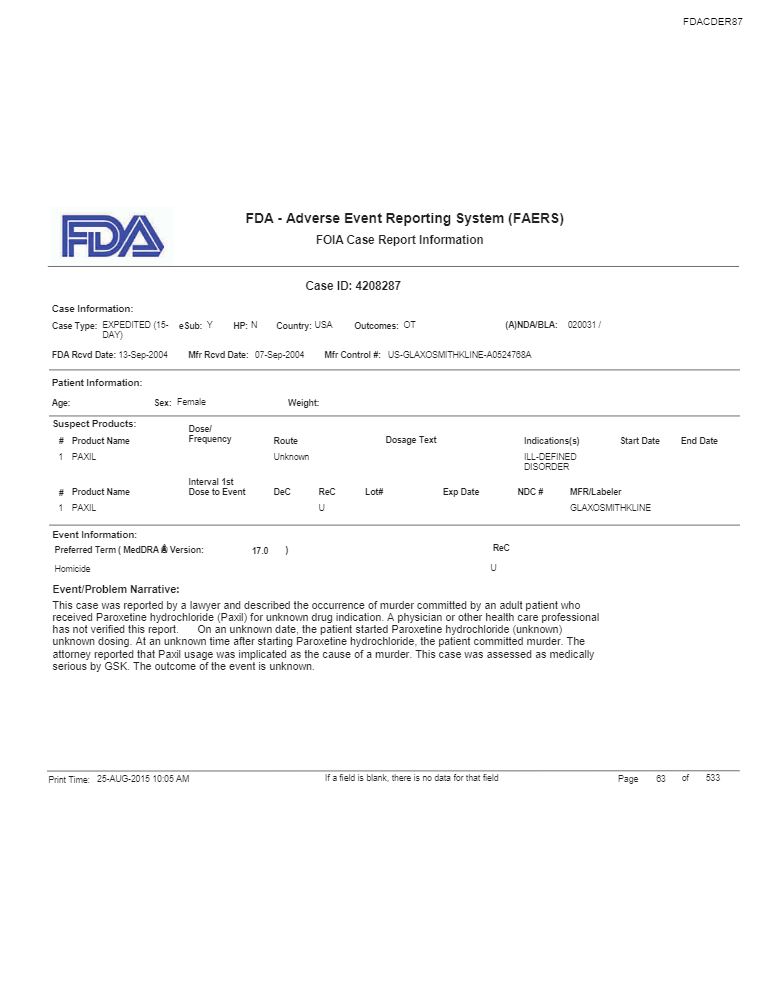 FDACDER87
FDA
FDA - Adverse Event Reporting System (FAERS)
FOIA Case Report Information
Case ID: 4208287
Case Information:
Case Type: EXPEDITED (15- eSub: Y HP: N Country: USA Outcomes: OT (A)NDA/BLA: 020031 /
DAY)
FDA Rcvd Date: 13-Sep-2004 Mfr Rcvd Date: 07-Sep-2004 Mfr Control #: US-GLAXOSMITHKLINE-A0524768A
Patient Information:
Age: Sex: Female Weight:
Suspect Products:
Dose/
# Product Name Frequency Route Dosage Text Indications(s) Start Date End Date
1 PAXIL Unknown ILL-DEFINED
DISORDER
Interval 1st
# Product Name Dose to Event DeC ReC Lot# Exp Date NDC # MFR/Labeler
1 PAXIL U GLAXOSMITHKLINE
Event Information:
Preferred Term ( MedDRA Version: 17.0 ) ReC
Homicide U
Event/Problem Narrative:
This case was reported by a lawyer and described the occurrence of murder committed by an adult patient who
received Paroxetine hydrochloride (Paxil) for unknown drug indication. A physician or other health care professional
has not verified this report. On an unknown date, the patient started Paroxetine hydrochloride (unknown)
unknown dosing. At an unknown time after starting Paroxetine hydrochloride, the patient committed murder. The
attorney reported that Paxil usage was implicated as the cause of a murder. This case was assessed as medically
serious by GSK. The outcome of the event is unknown.
Print Time: 25-AUG-2015 10:05 AM If a field is blank, there is no data for that field Page 63 of 533